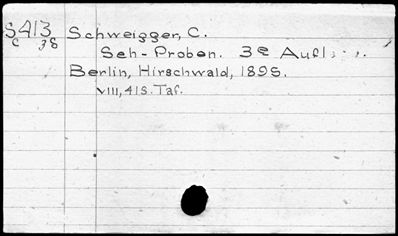 S413 Schweigger, C.
c 38 Seh-Proben. 3e Aufl.
Berlin, Hirschwald, 1895.
VIII, 41 S. Taf.